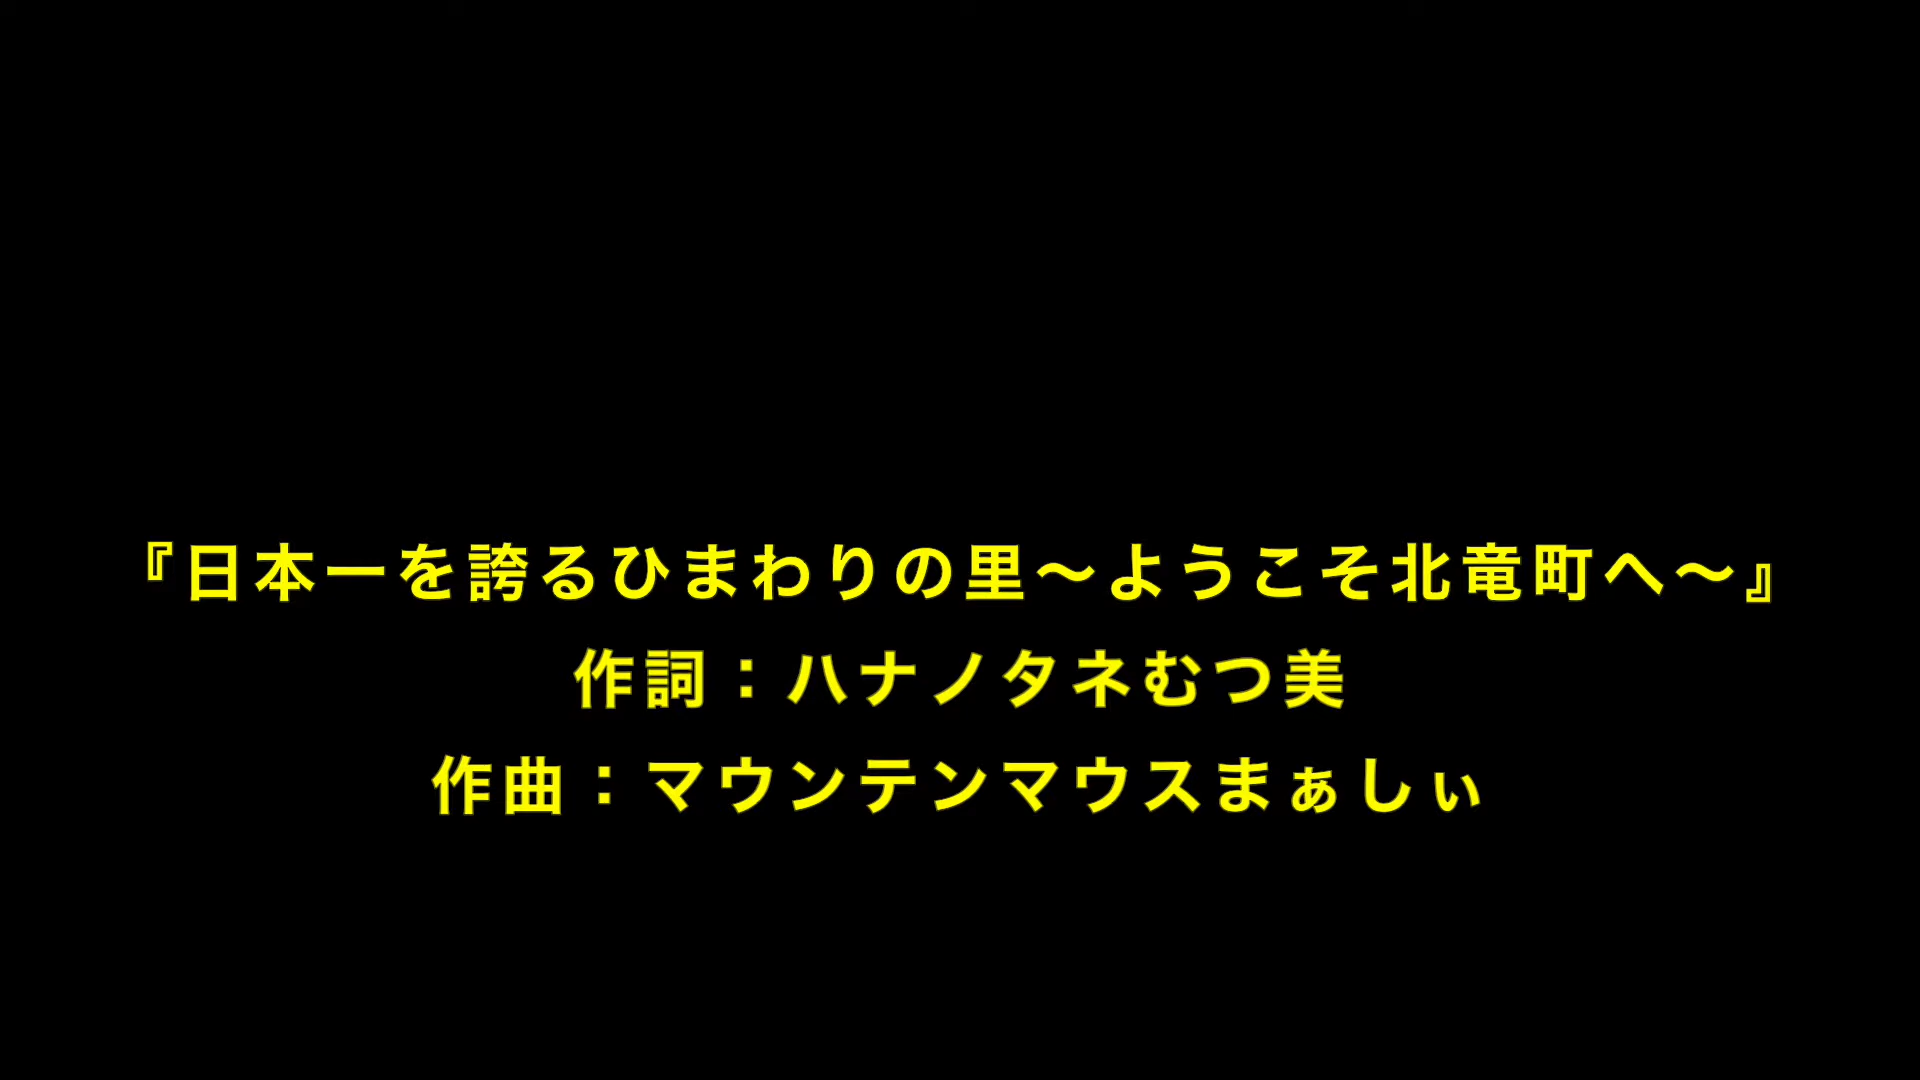 『日本一を誇るひまわりの里〜ようこそ北竜町へ〜』
作詞：ハナノタネむつ美
作曲：マウンテンマウスまぁしぃ